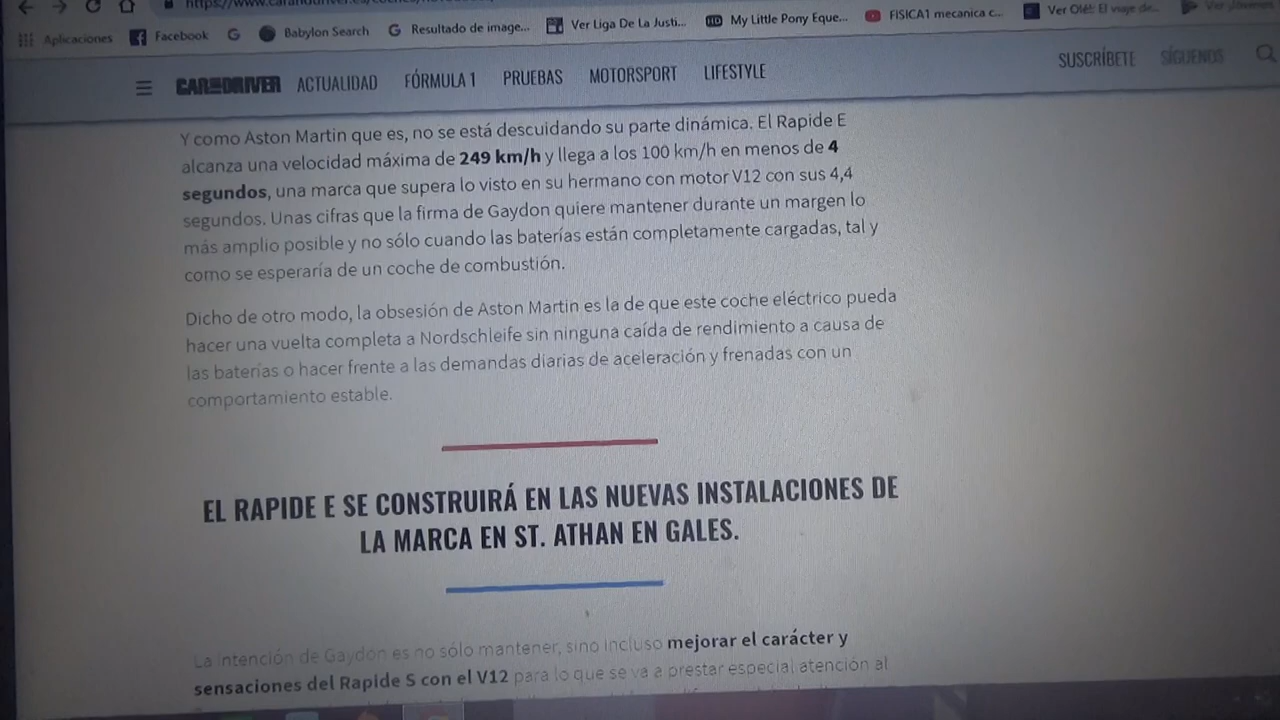 https://www.caranddriver.es/coches/
Aplicaciones Facebook Babylon Search Resultado de image... Ver Liga De La Justi... My Little Pony Eque... FISICA1 mecanica c... Ver Olé!: El viaje de...
CAR AND DRIVER ACTUALIDAD FÓRMULA 1 PRUEBAS MOTORSPORT LIFESTYLE SUSCRÍBETE SÍGUENOS
Y como Aston Martin que es, no se está descuidando su parte dinámica. El Rapide E
alcanza una velocidad máxima de 249 km/h y llega a los 100 km/h en menos de 4
segundos, una marca que supera lo visto en su hermano con motor V12 con sus 4,4
segundos. Unas cifras que la firma de Gaydon quiere mantener durante un margen lo
más amplio posible y no sólo cuando las baterías están completamente cargadas, tal y
como se esperaría de un coche de combustión.
Dicho de otro modo, la obsesión de Aston Martin es la de que este coche eléctrico pueda
hacer una vuelta completa a Nordschleife sin ninguna caída de rendimiento a causa de
las baterías o hacer frente a las demandas diarias de aceleración y frenadas con un
comportamiento estable.
EL RAPIDE E SE CONSTRUIRÁ EN LAS NUEVAS INSTALACIONES DE
LA MARCA EN ST. ATHAN EN GALES.
La intención de Gaydon es no sólo mantener, sino incluso mejorar el carácter y
sensaciones del Rapide S con el V12 para lo que se va a prestar especial atención al